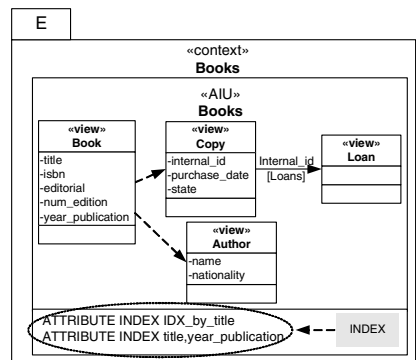 E
«context»
Books
«AIU»
Books
«view»
Book
-title
-isbn
-editorial
-num_edition
-year_publication
«view»
Copy
-internal_id
-purchase_date
-state
Internal_id
[Loans]
«view»
Loan
«view»
Author
-name
-nationality
ATTRIBUTE INDEX IDX_by_title
ATTRIBUTE INDEX title,year_publication
INDEX